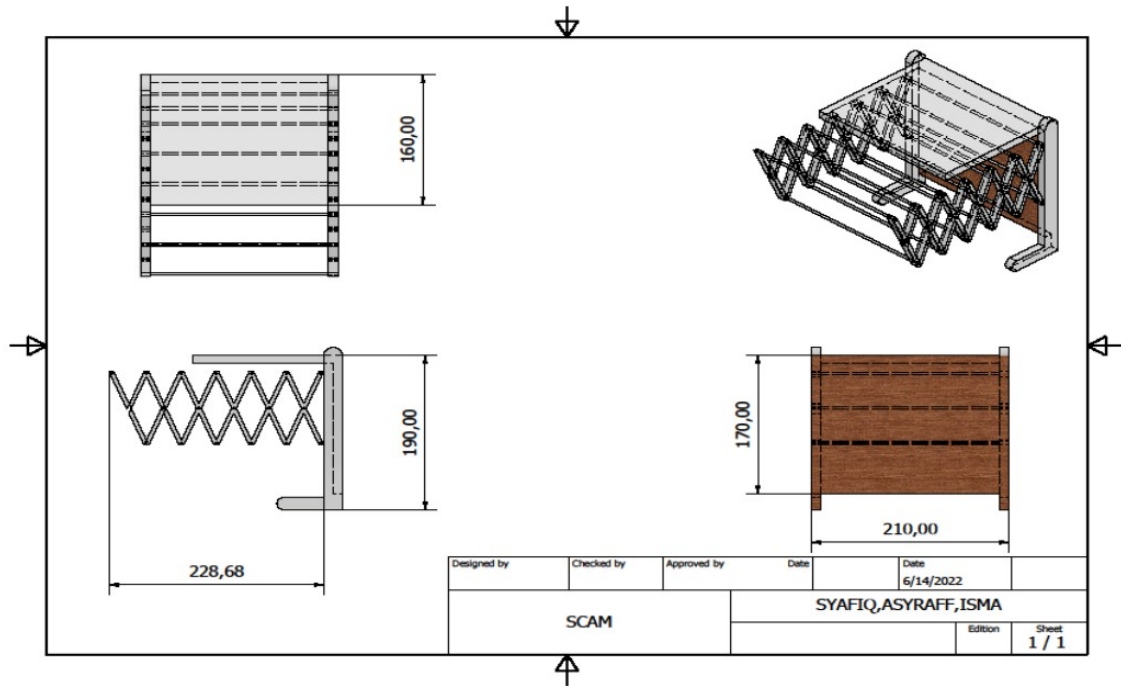 160,00
190,00
228,68
170,00
210,00
Designed by
Checked by
Approved by
Date
Date
6/14/2022
SCAM
SYAFIQ,ASYRAFF,ISMA
Edition
Sheet
1 / 1